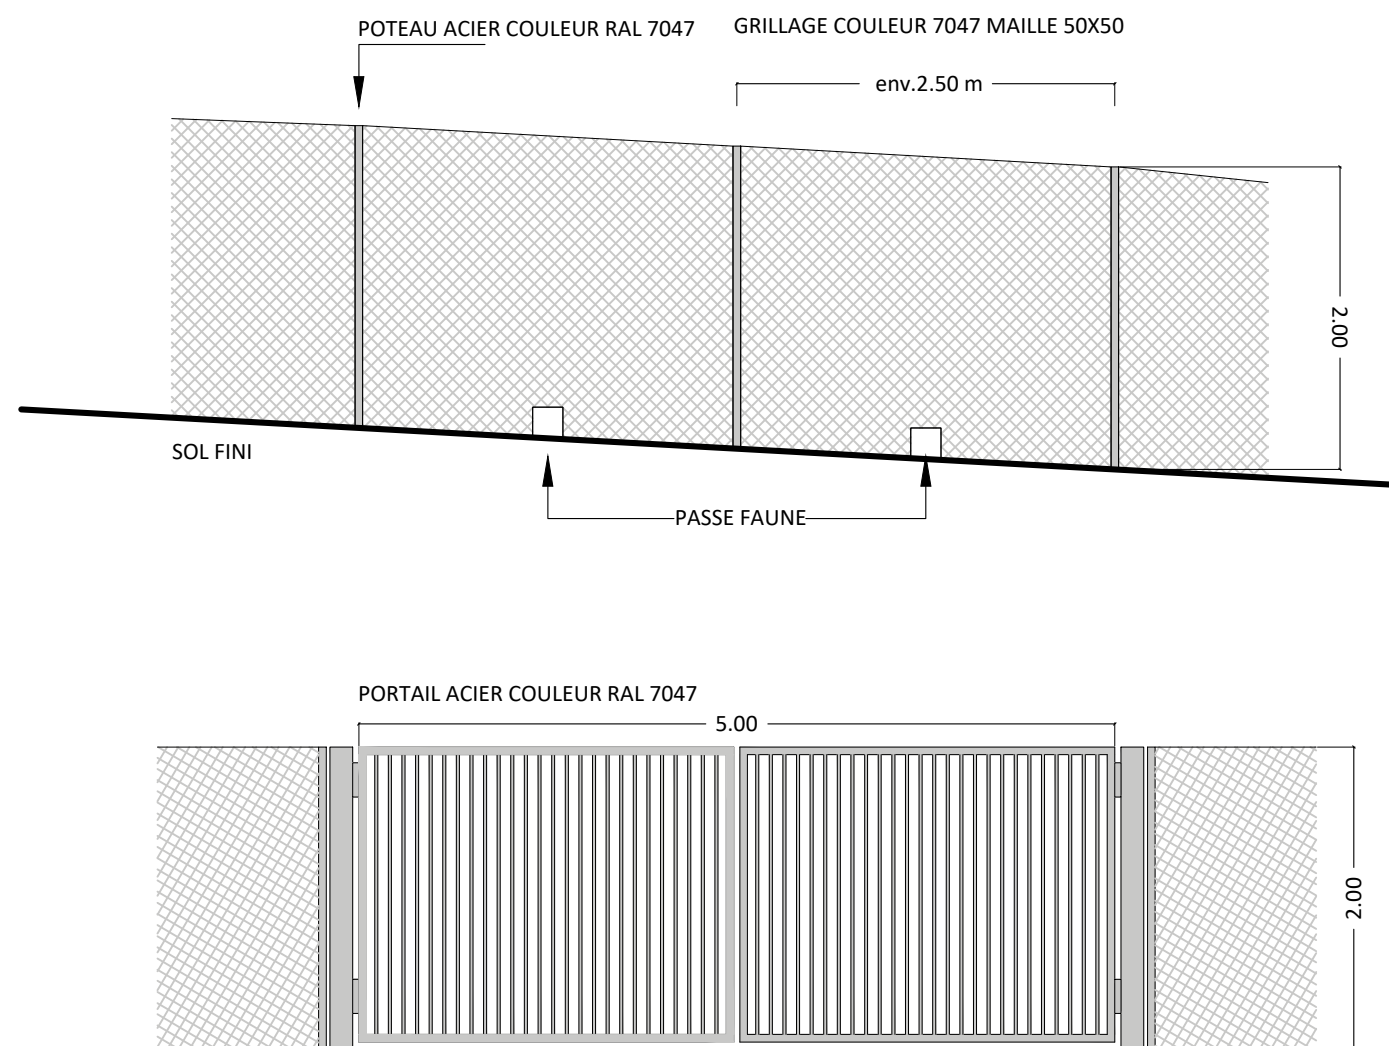 POTEAU ACIER COULEUR RAL 7047
GRILLAGE COULEUR 7047 MAILLE 50X50
env.2.50 m
2.00
SOL FINI
PASSE FAUNE
PORTAIL ACIER COULEUR RAL 7047
5.00
2.00